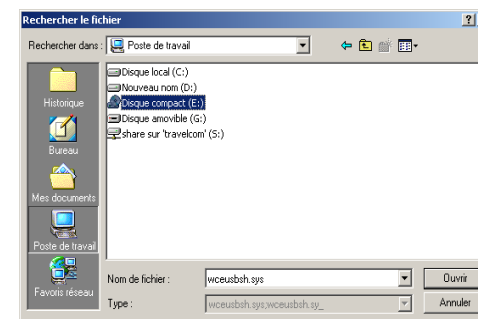 Rechercher le fichier
?
Rechercher dans : Poste de travail
Historique
Bureau
Mes documents
Poste de travail
Favoris réseau
Disque local (C:)
Nouveau nom (D:)
Disque compact (E:)
Disque amovible (G:)
share sur 'travelcom' (S:)
Nom de fichier : wceusbsh.sys Ouvrir
Type : wceusbsh.sys;wceusbsh.sy_ Annuler